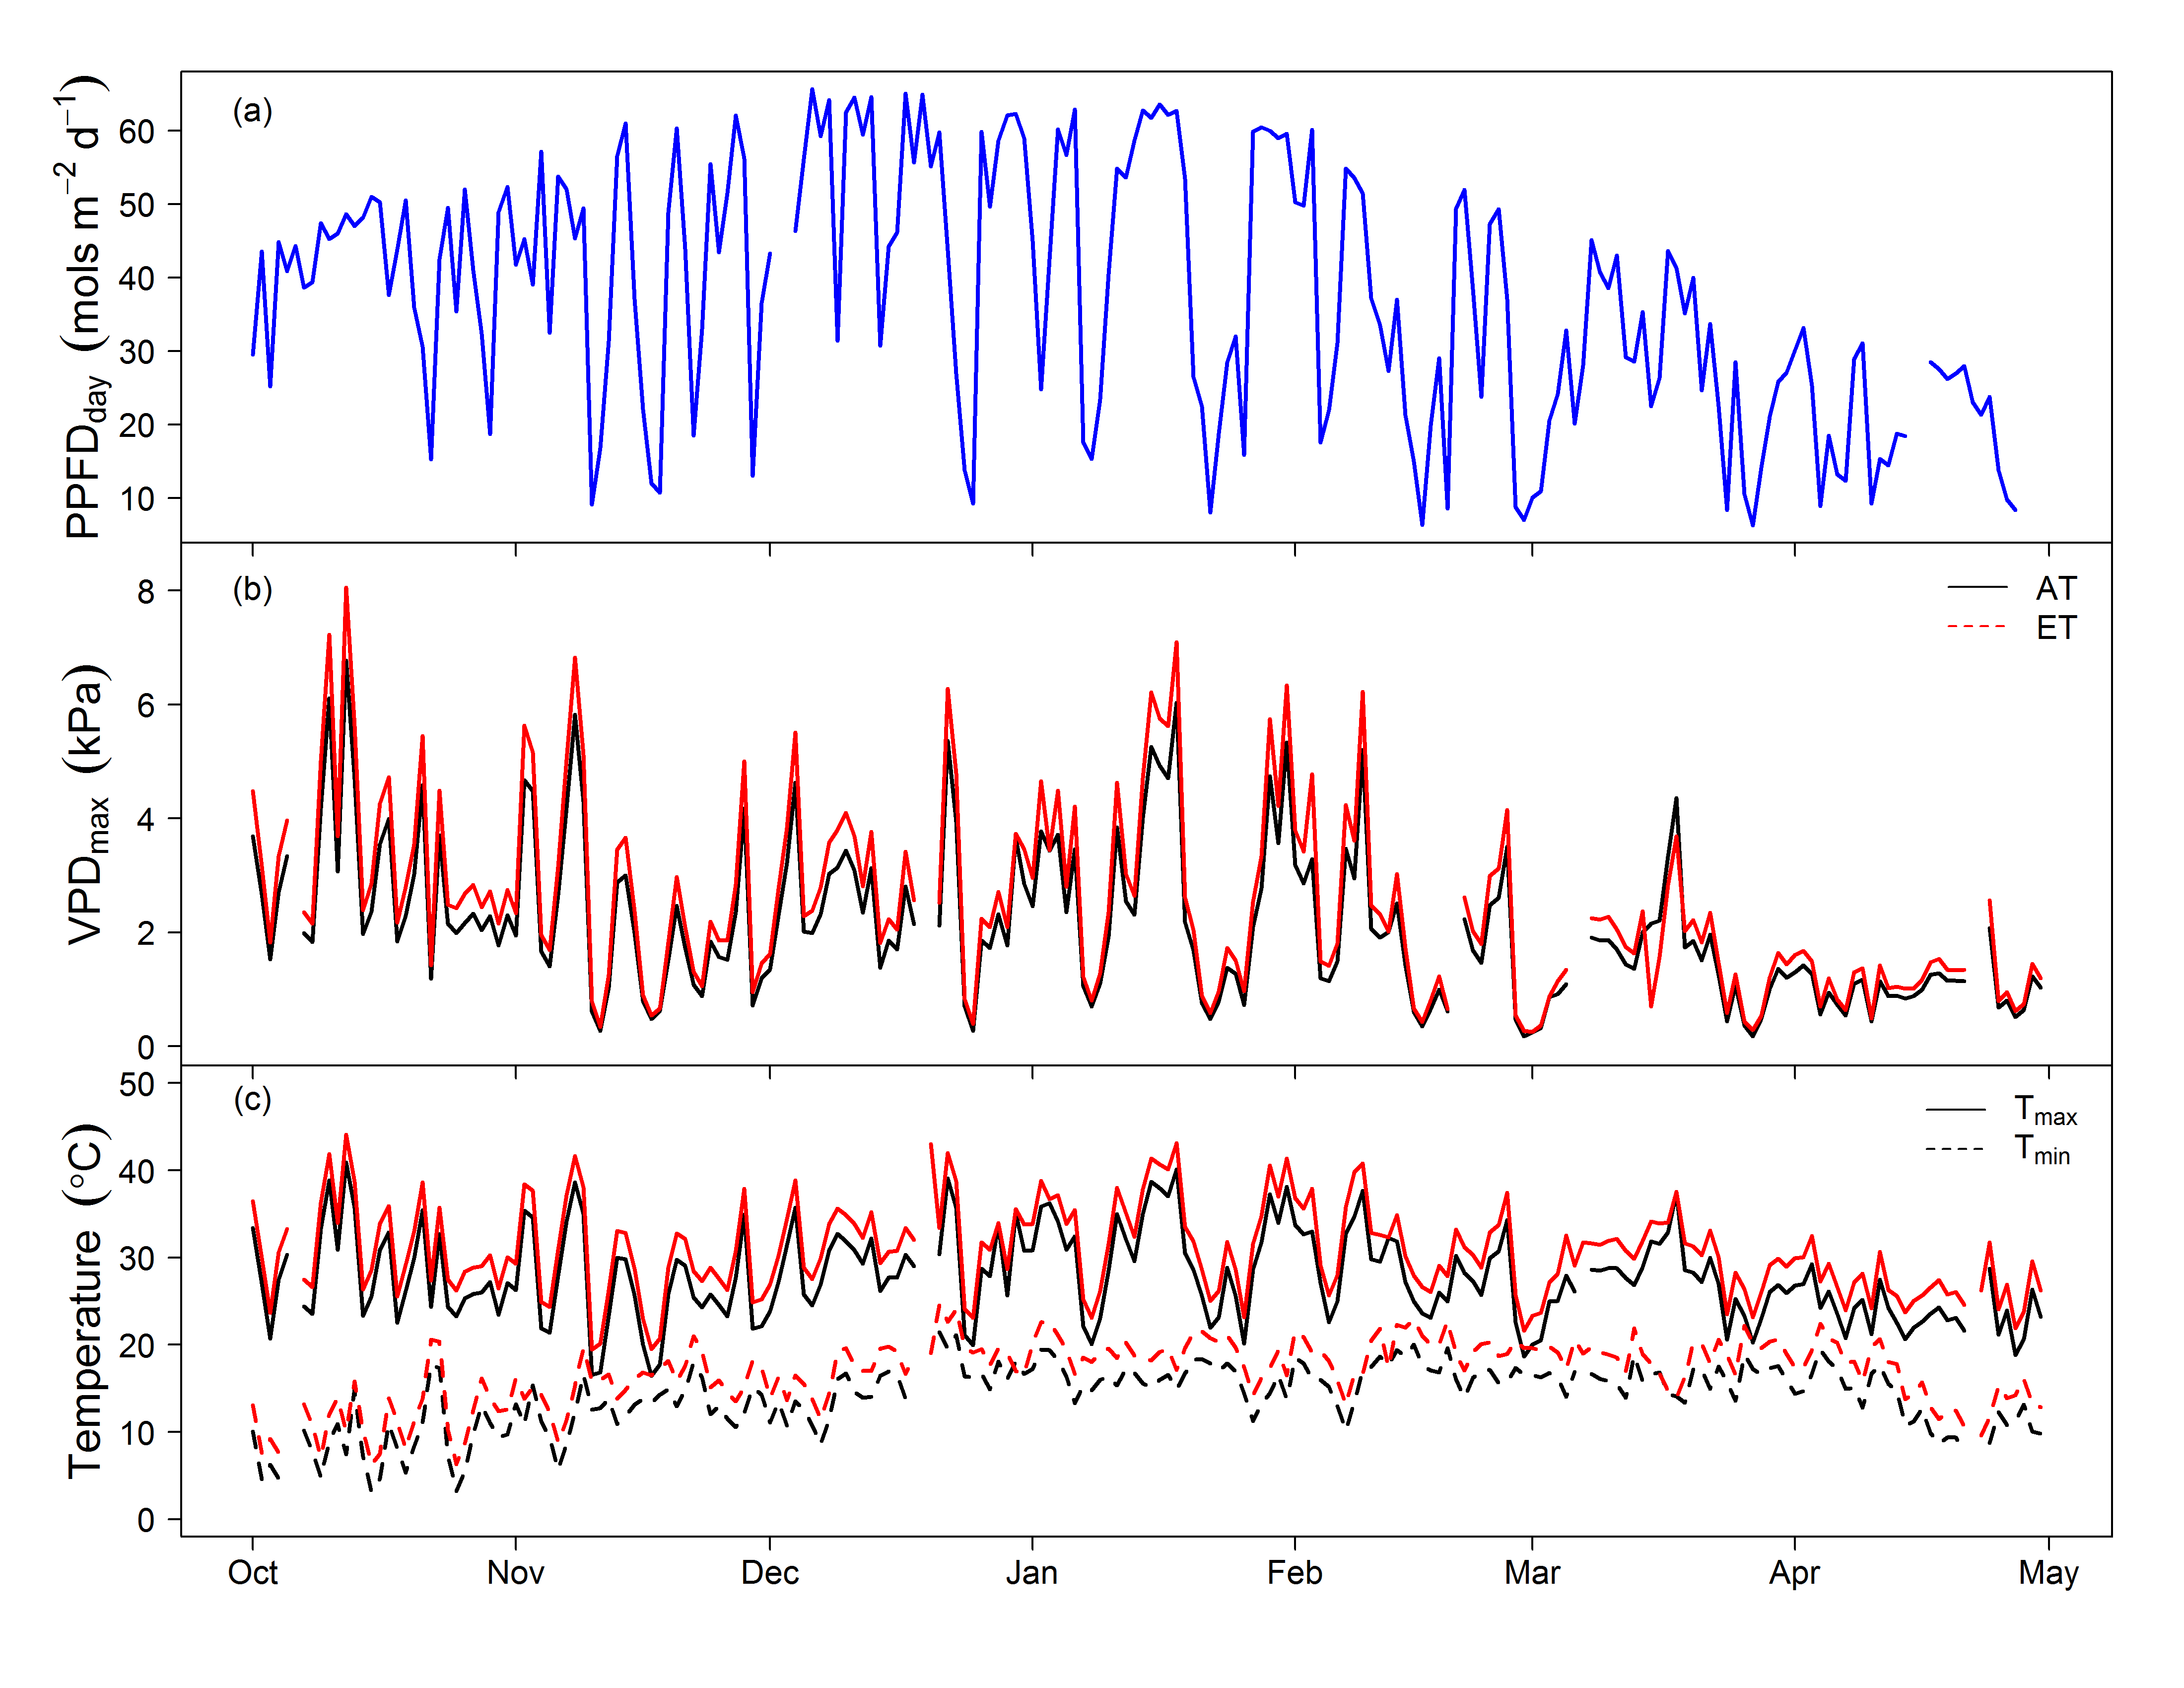 (a)
PPFDday (mols m−2 d−1)
60
50
40
30
20
10
(b)
VPDmax (kPa)
8
6
4
2
0
AT
ET
(c)
Temperature (°C)
50
40
30
20
10
0
Tmax
Tmin
Oct Nov Dec Jan Feb Mar Apr May